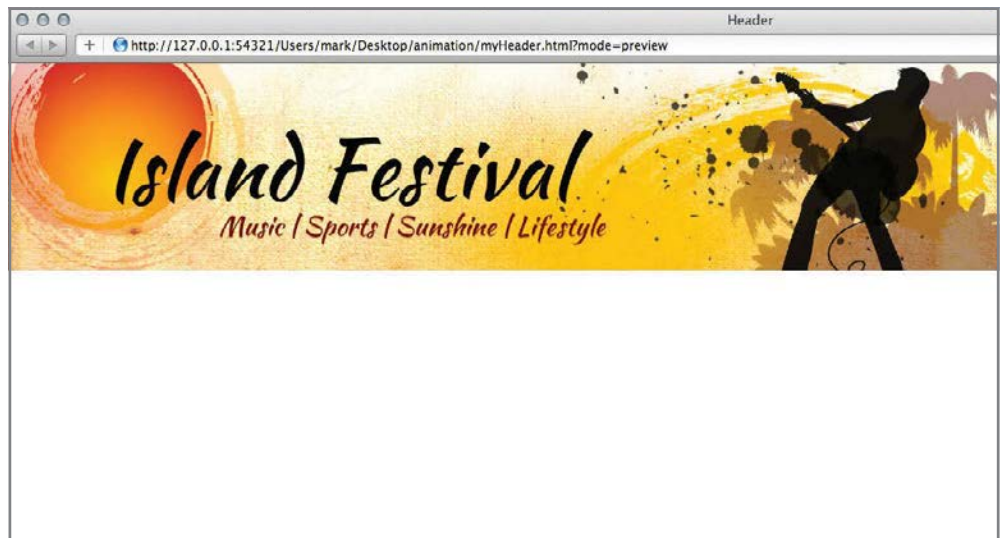 Header
http://127.0.0.1:54321/Users/mark/Desktop/animation/myHeader.html?mode=preview
Island Festival
Music | Sports | Sunshine | Lifestyle